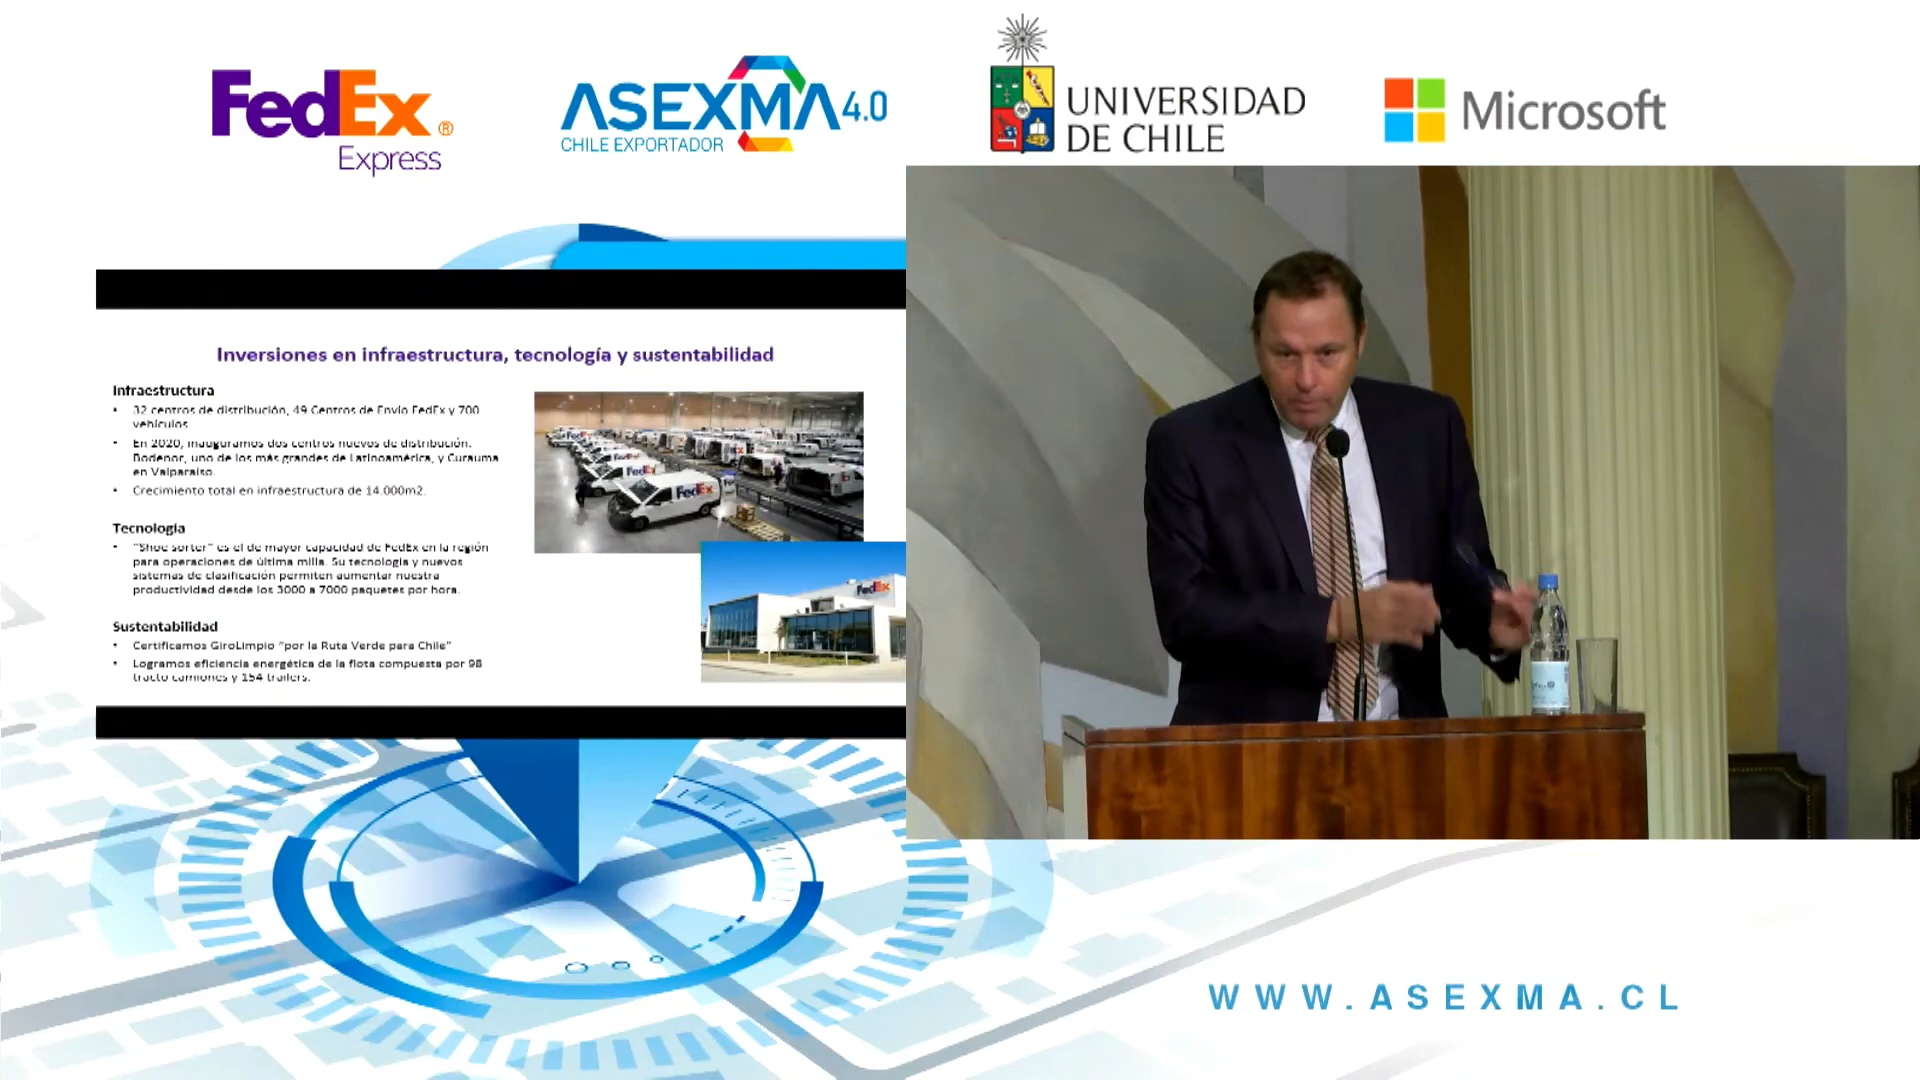 FedEx®
Express
ASEXMA 4.0
CHILE EXPORTADOR
UNIVERSIDAD
DE CHILE
Microsoft
Inversiones en infraestructura, tecnología y sustentabilidad
Infraestructura
• 32 centros de distribución, 49 Centros de Envío FedEx y 700
vehículos
• En 2020, inauguramos dos centros nuevos de distribución.
Bodenor, uno de los más grandes de Latinoamérica, y Curauma
en Valparaíso.
• Crecimiento total en infraestructura de 14.000m2.
Tecnología
• "Shoe sorter" es el de mayor capacidad de FedEx en la región
para operaciones de última milla. Su tecnología y nuevos
sistemas de clasificación permiten aumentar nuestra
productividad desde los 3000 a 7000 paquetes por hora.
Sustentabilidad
• Certificamos GiroLimpio "por la Ruta Verde para Chile"
• Logramos eficiencia energética de la flota compuesta por 98
tracto camiones y 154 trailers.
FedEx
FedEx
FedEx
FedEx
WWW.ASEXMA.CL